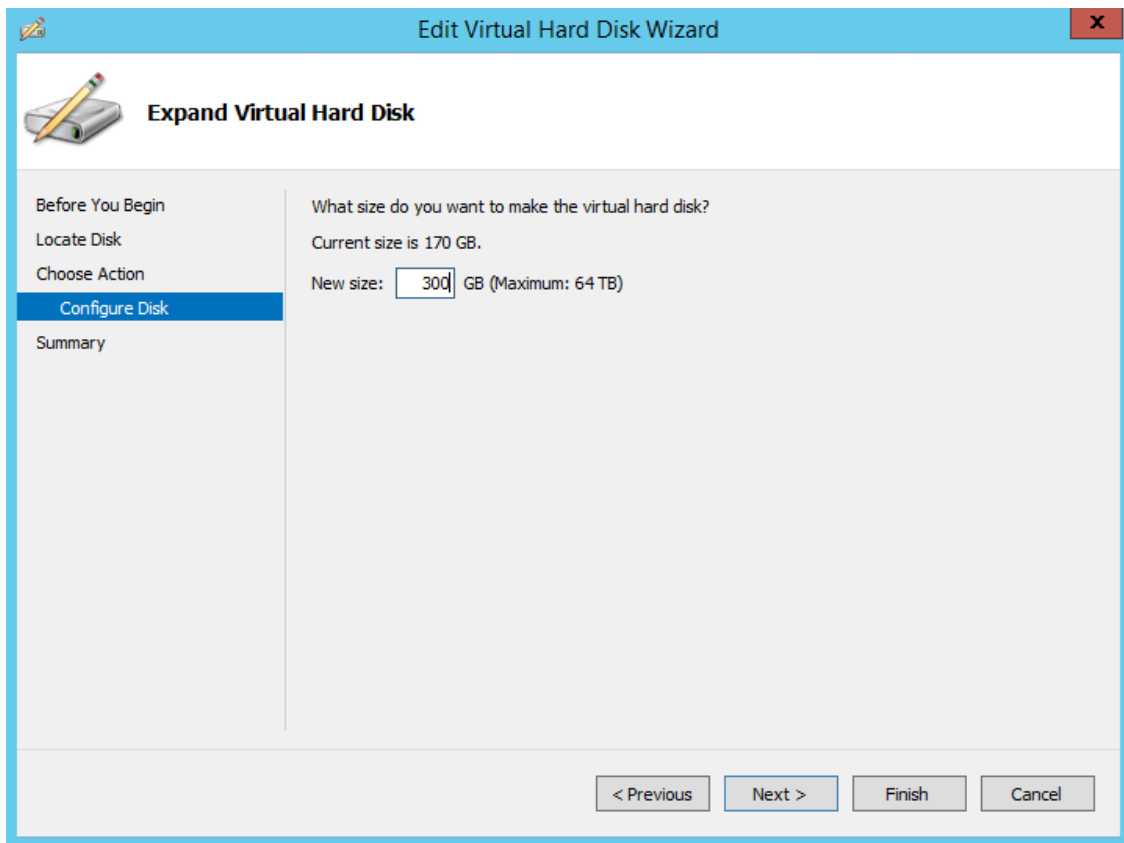 Edit Virtual Hard Disk Wizard
x
Expand Virtual Hard Disk
Before You Begin
Locate Disk
Choose Action
Configure Disk
Summary
What size do you want to make the virtual hard disk?
Current size is 170 GB.
New size: 300 GB (Maximum: 64 TB)
< Previous Next > Finish Cancel